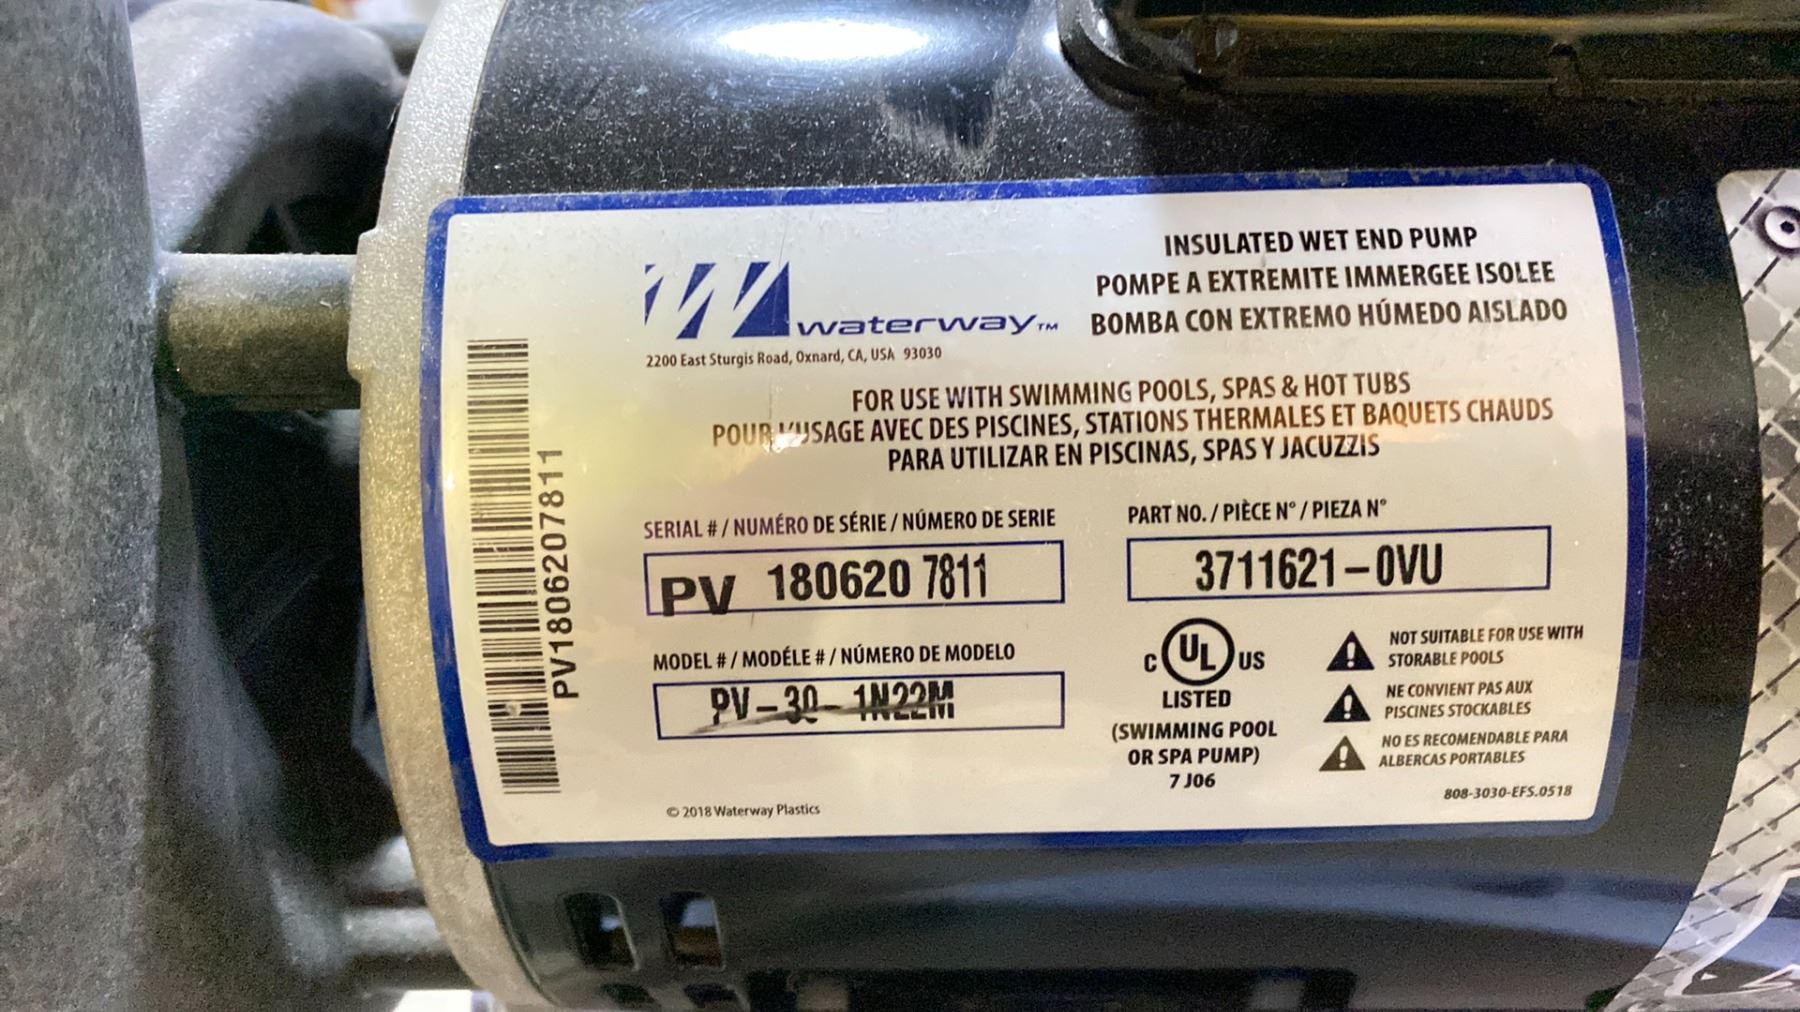 INSULATED WET END PUMP
POMPE A EXTREMITE IMMERGEE ISOLEE
BOMBA CON EXTREMO HÚMEDO AISLADO
waterway™
2200 East Sturgis Road, Oxnard, CA, USA 93030
FOR USE WITH SWIMMING POOLS, SPAS & HOT TUBS
POUR L'USAGE AVEC DES PISCINES, STATIONS THERMALES ET BAQUETS CHAUDS
PARA UTILIZAR EN PISCINAS, SPAS Y JACUZZIS
PV1806207811
SERIAL # / NUMÉRO DE SÉRIE / NÚMERO DE SERIE
PV 180620 7811
PART NO. / PIÈCE N° / PIEZA N°
3711621-0VU
MODEL # / MODÉLE # / NÚMERO DE MODELO
PV-30-1N22M
C UL US
LISTED
(SWIMMING POOL
OR SPA PUMP)
7 J06
NOT SUITABLE FOR USE WITH
STORABLE POOLS
NE CONVIENT PAS AUX
PISCINES STOCKABLES
NO ES RECOMENDABLE PARA
ALBERCAS PORTABLES
808-3030-EFS.0518
© 2018 Waterway Plastics